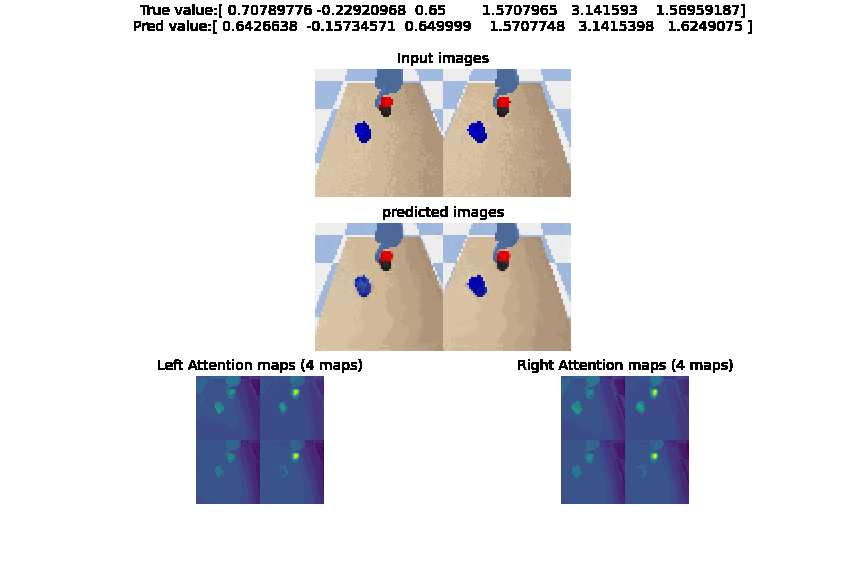 True value:[ 0.70789776 -0.22920968 0.65 1.5707965 3.141593 1.56959187]
Pred value:[ 0.6426638 -0.15734571 0.649999 1.5707748 3.1415398 1.6249075 ]
Input images
predicted images
Left Attention maps (4 maps) Right Attention maps (4 maps)